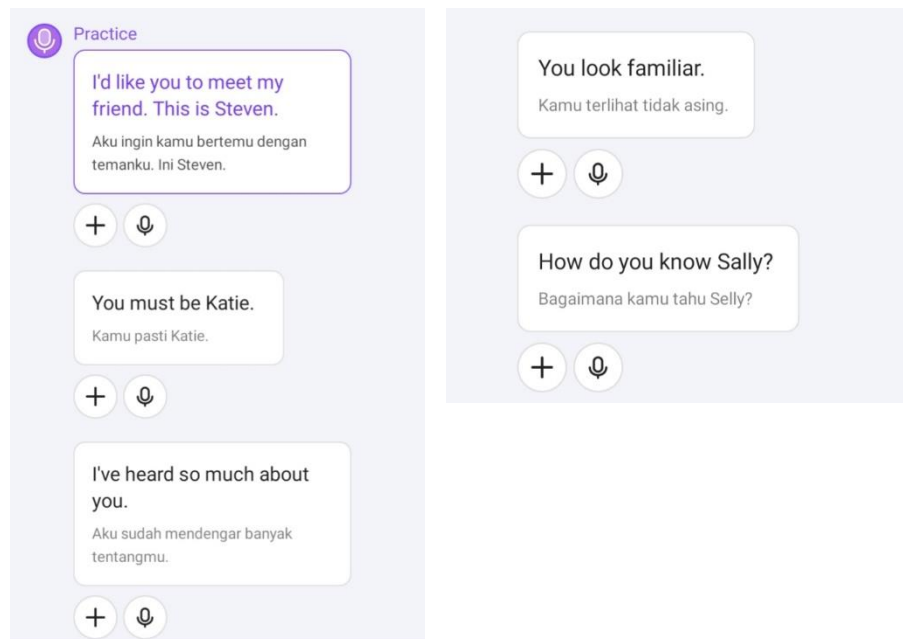 Practice
I'd like you to meet my
friend. This is Steven.
Aku ingin kamu bertemu dengan
temanku. Ini Steven.
You must be Katie.
Kamu pasti Katie.
I've heard so much about
you.
Aku sudah mendengar banyak
tentangmu.
You look familiar.
Kamu terlihat tidak asing.
How do you know Sally?
Bagaimana kamu tahu Selly?